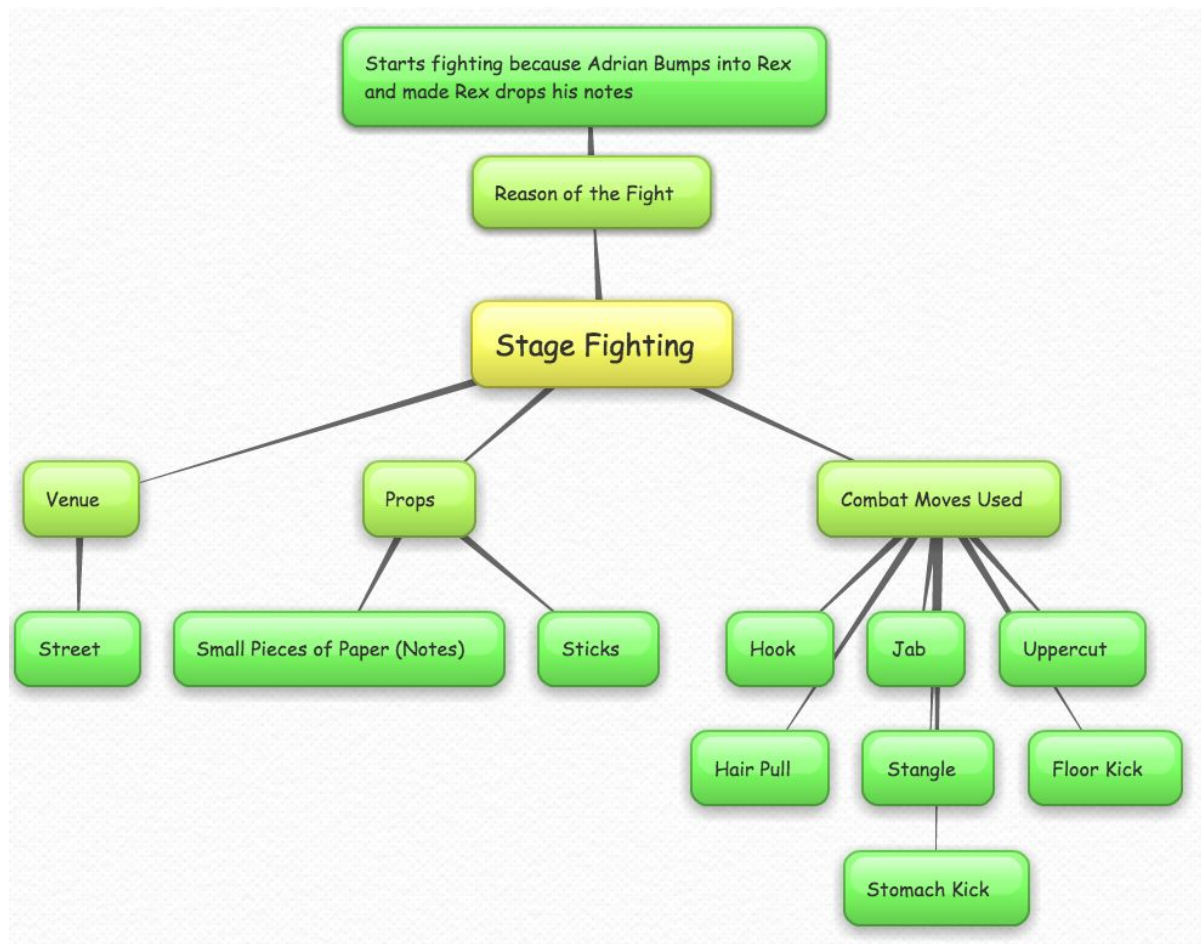 Starts fighting because Adrian Bumps into Rex
and made Rex drops his notes
Reason of the Fight
Stage Fighting
Venue
Props
Combat Moves Used
Street
Small Pieces of Paper (Notes)
Sticks
Hook
Jab
Uppercut
Hair Pull
Stangle
Floor Kick
Stomach Kick